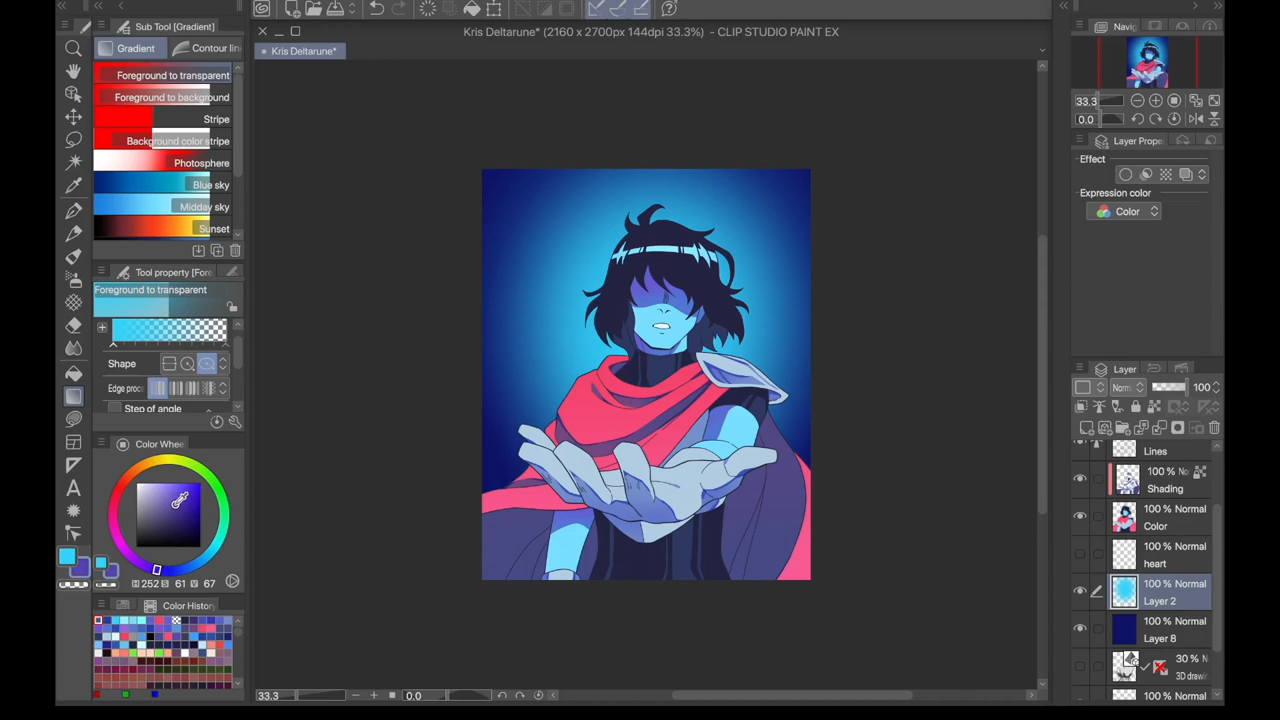 Kris Deltarune* (2160 x 2700px 144dpi 33.3%) - CLIP STUDIO PAINT EX
Kris Deltarune*
Sub Tool [Gradient]
Gradient
Contour lin
Foreground to transparent
Foreground to background
Stripe
Background color stripe
Photosphere
Blue sky
Midday sky
Sunset
Tool property [Fore
Foreground to transparent
Shape
Edge proc
Step of angle
Color Whe
H 252 S 61 V 67
Color History
33.3
0.0
Navig
33.3
0.0
Layer Prope
Effect
Expression color
Color
Layer
Norm
100
Lines
100 % No
Shading
100 % Normal
Color
100 % Normal
heart
100 % Normal
Layer 2
100 % Normal
Layer 8
30 % N
3D drawin
100 % Normal